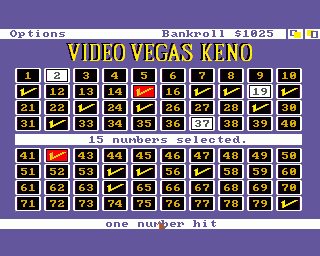 Options Bankroll $1025
VIDEO VEGAS KENO
1 2 3 4 5 6 7 8 9 10
12 13 14 16 19
21 22 24 26 27 28 30
31 33 34 35 36 37 38 39 40
15 numbers selected.
41 43 44 45 46 47 48 49 50
51 52 53 56 58 59 60
61 62 63 65 66 67 68 69 70
71 72 73 74 75 76 77 78 79
one number hit